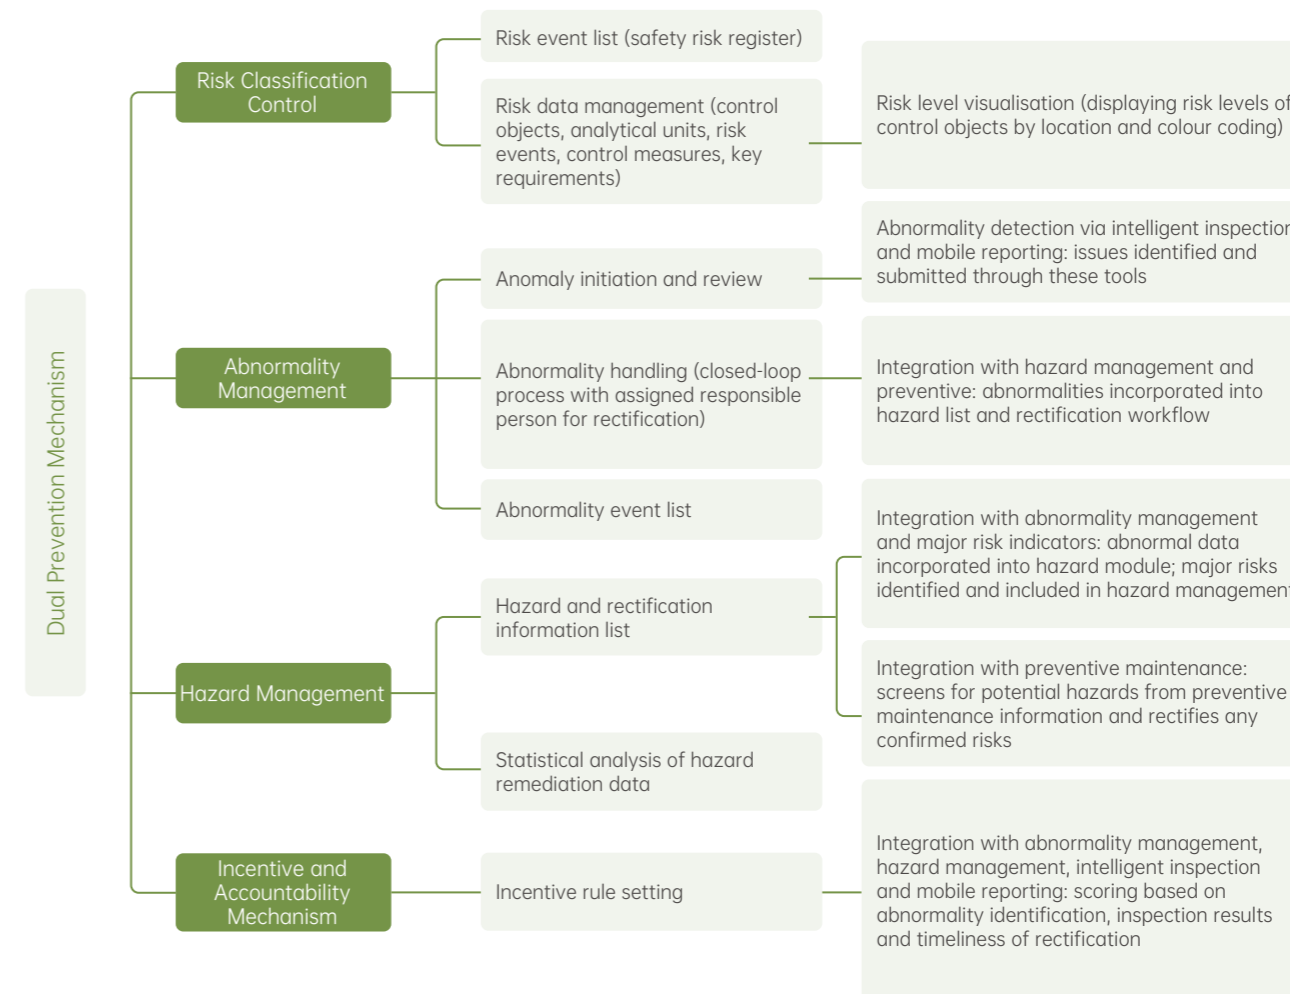 Dual Prevention Mechanism
Risk Classification
Control
Risk event list (safety risk register)
Risk data management (control
objects, analytical units, risk
events, control measures, key
requirements)
Risk level visualisation (displaying risk levels of
control objects by location and colour coding)
Abnormality
Management
Anomaly initiation and review
Abnormality detection via intelligent inspection
and mobile reporting: issues identified and
submitted through these tools
Abnormality handling (closed-loop
process with assigned responsible
person for rectification)
Integration with hazard management and
preventive: abnormalities incorporated into
hazard list and rectification workflow
Abnormality event list
Hazard Management
Hazard and rectification
information list
Integration with abnormality management
and major risk indicators: abnormal data
incorporated into hazard module; major risks
identified and included in hazard management
Integration with preventive maintenance:
screens for potential hazards from preventive
maintenance information and rectifies any
confirmed risks
Statistical analysis of hazard
remediation data
Incentive and
Accountability
Mechanism
Incentive rule setting
Integration with abnormality management,
hazard management, intelligent inspection
and mobile reporting: scoring based on
abnormality identification, inspection results
and timeliness of rectification